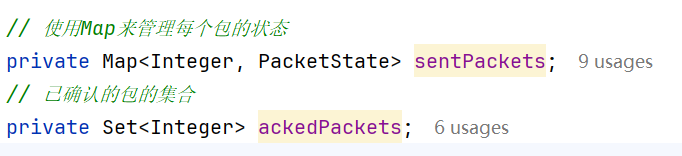 // 使用Map来管理每个包的状态
private Map<Integer, PacketState> sentPackets; 9 usages
// 已确认的包的集合
private Set<Integer> ackedPackets; 6 usages